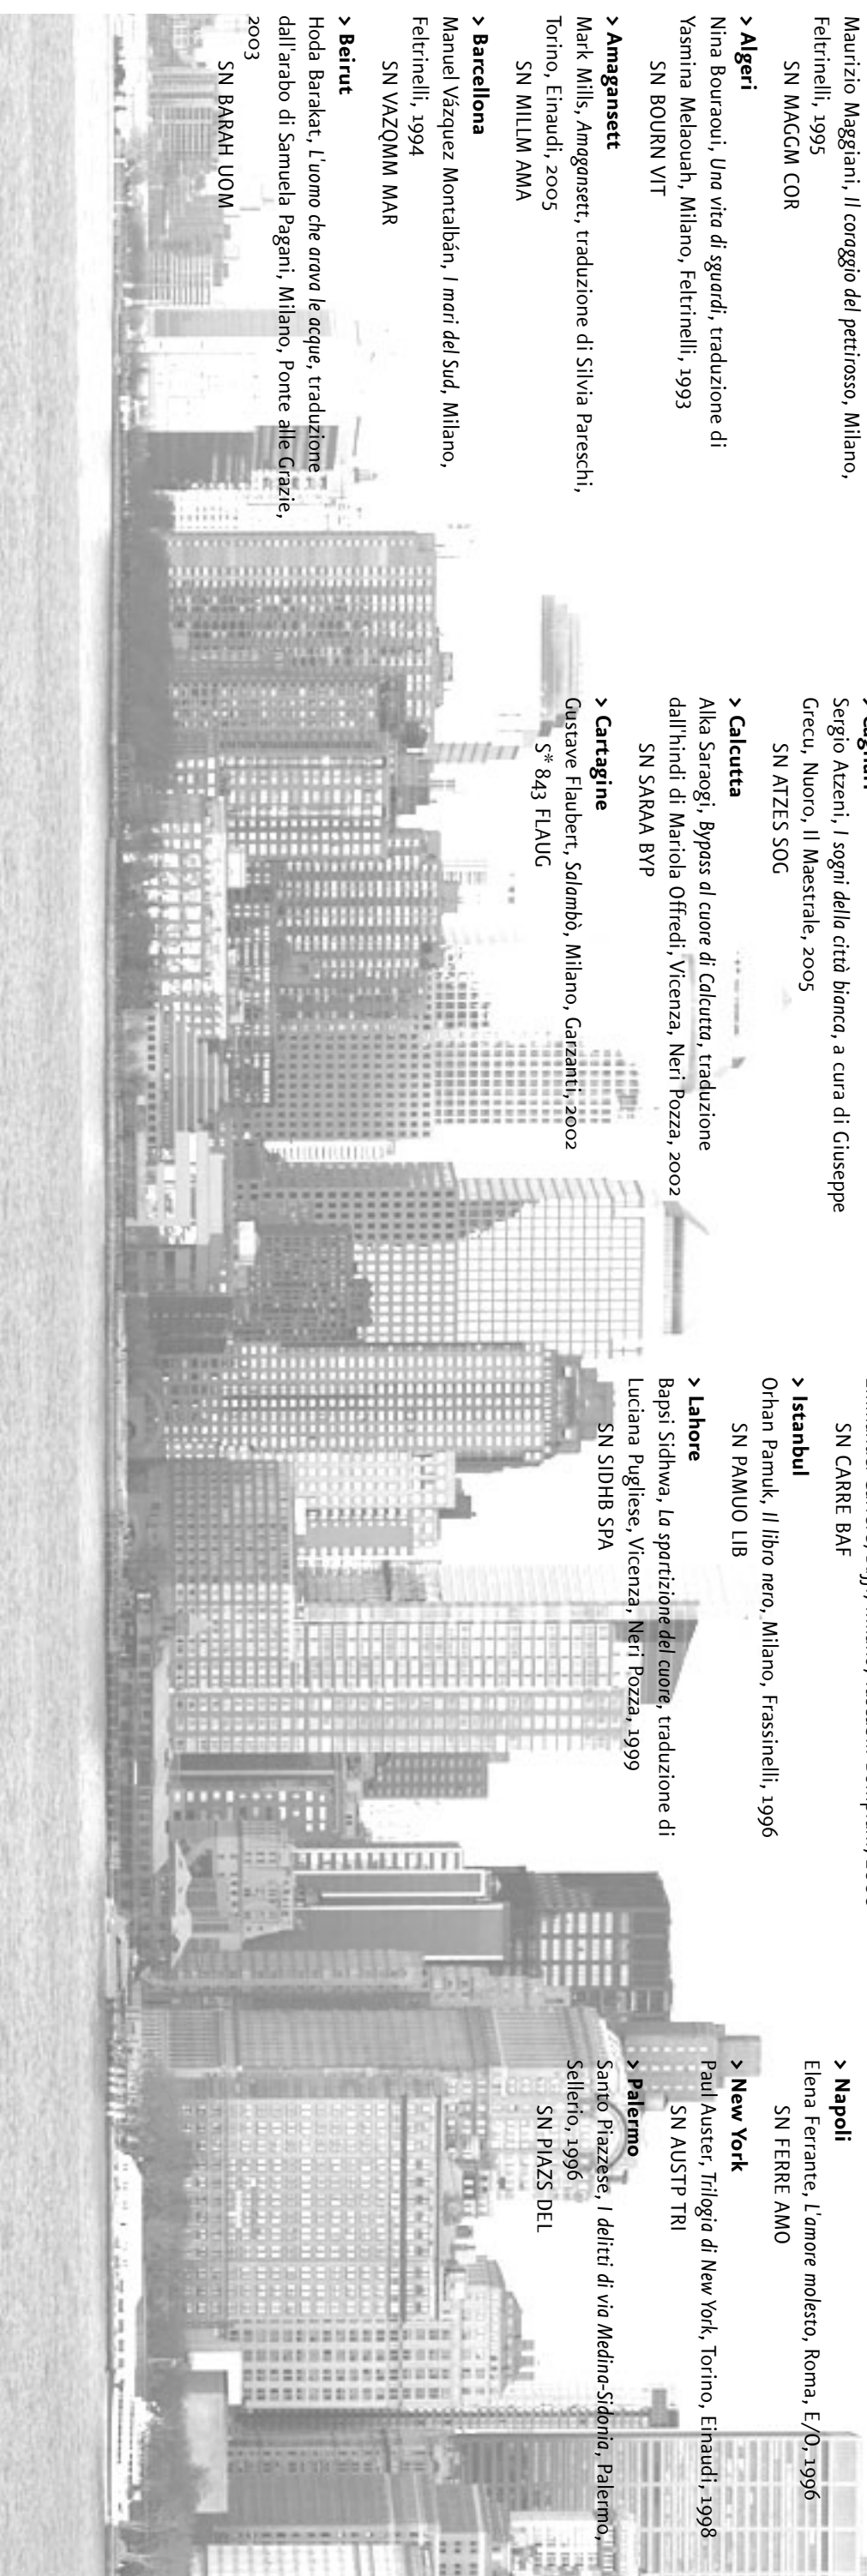 Maurizio Maggiani, Il coraggio del pettirosso, Milano,
Feltrinelli, 1995
SN MAGGM COR
> Algeri
Nina Bouraoui, Una vita di sguardi, traduzione di
Yasmina Melaouah, Milano, Feltrinelli, 1993
SN BOURN VIT
> Amagansett
Mark Mills, Amagansett, traduzione di Silvia Pareschi,
Torino, Einaudi, 2005
SN MILLM AMA
> Barcellona
Manuel Vázquez Montalbán, I mari del Sud, Milano,
Feltrinelli, 1994
SN VAZQMM MAR
> Beirut
Hoda Barakat, L'uomo che arava le acque, traduzione
dall'arabo di Samuela Pagani, Milano, Ponte alle Grazie,
2003
SN BARAH UOM
> Cagliari
Sergio Atzeni, I sogni della città bianca, a cura di Giuseppe
Grecu, Nuoro, Il Maestrale, 2005
SN ATZES SOG
> Calcutta
Alka Saraogi, Bypass al cuore di Calcutta, traduzione
dall'hindi di Mariola Offredi, Vicenza, Neri Pozza, 2002
SN SARAA BYP
> Cartagine
Gustave Flaubert, Salambò, Milano, Garzanti, 2002
S* 843 FLAUG
SN CARRE BAF
> Istanbul
Orhan Pamuk, Il libro nero, Milano, Frassinelli, 1996
SN PAMUO LIB
> Lahore
Bapsi Sidhwa, La spartizione del cuore, traduzione di
Luciana Pugliese, Vicenza, Neri Pozza, 1999
SN SIDHB SPA
> Napoli
Elena Ferrante, L'amore molesto, Roma, E/O, 1996
SN FERRE AMO
> New York
Paul Auster, Trilogia di New York, Torino, Einaudi, 1998
SN AUSTP TRI
> Palermo
Santo Piazzese, I delitti di via Medina-Sidonia, Palermo,
Sellerio, 1996
SN PIAZS DEL